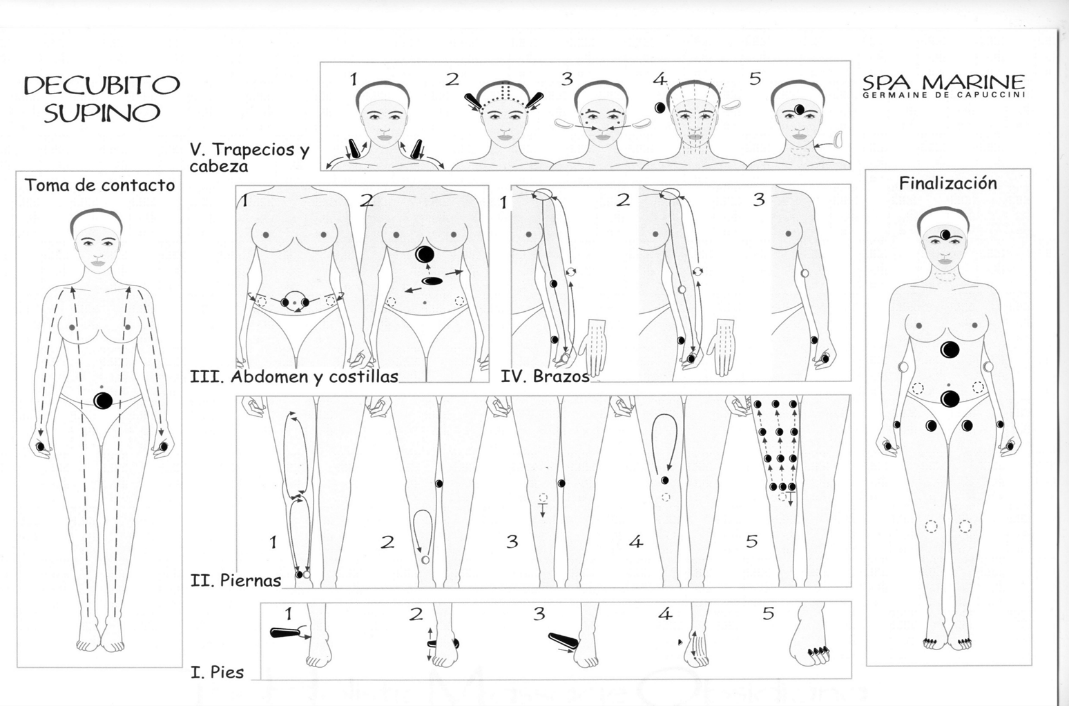 DECUBITO
SUPINO
SPA MARINE
GERMAINE DE CAPUCCINI
1 2 3 4 5
V. Trapecios y
cabeza
Toma de contacto
Finalización
1 2
III. Abdomen y costillas
1 2 3
IV. Brazos
1 2 3 4 5
II. Piernas
1 2 3 4 5
I. Pies